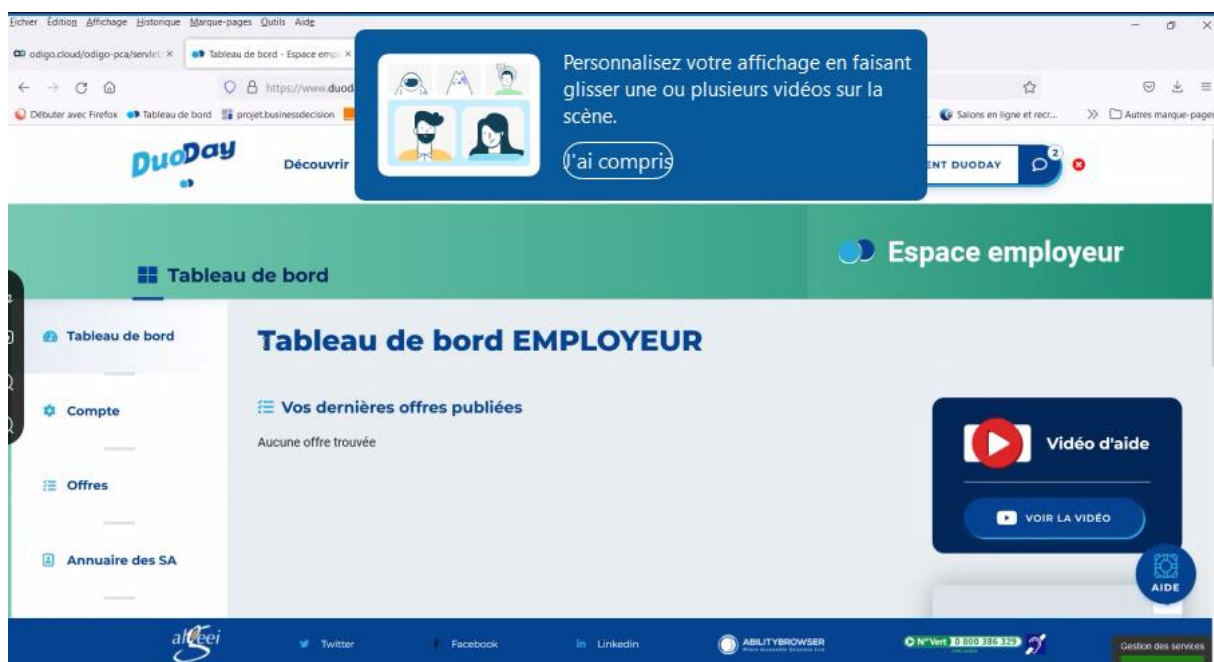 Fichier Édition Affichage Historique Marque-pages Outils Aide
odigo.cloud/odigo-pca/servlet/
Tableau de bord - Espace emp
https://www.duod
Débuter avec Firefox
Tableau de bord
projet.businessdecision
Salons en ligne et recr...
Autres marque-pages
Personnalisez votre affichage en faisant
glisser une ou plusieurs vidéos sur la
scène.
J'ai compris
DuoDay
Découvrir
ENT DUODAY
2
Tableau de bord
Espace employeur
Tableau de bord
Compte
Offres
Annuaire des SA
Tableau de bord EMPLOYEUR
Vos dernières offres publiées
Aucune offre trouvée
Vidéo d'aide
VOIR LA VIDÉO
AIDE
Twitter
Facebook
Linkedin
ABILITYBROWSER
N° Vert 0 800 386 329
Gestion des services